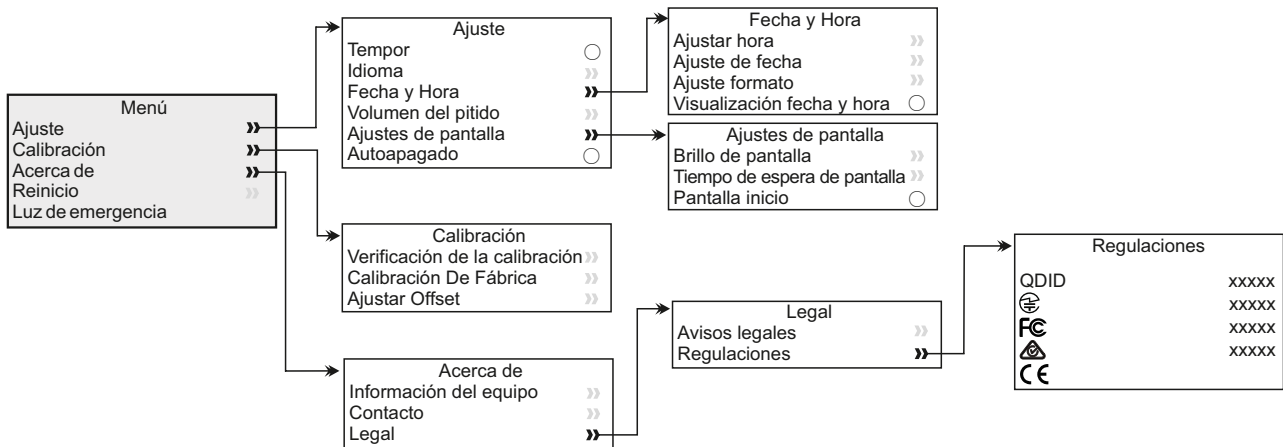 Menú
Ajuste
Calibración
Acerca de
Reinicio
Luz de emergencia
Ajuste
Tempor
Idioma
Fecha y Hora
Volumen del pitido
Ajustes de pantalla
Autoapagado
Fecha y Hora
Ajustar hora
Ajuste de fecha
Ajuste formato
Visualización fecha y hora
Ajustes de pantalla
Brillo de pantalla
Tiempo de espera de pantalla
Pantalla inicio
Calibración
Verificación de la calibración
Calibración De Fábrica
Ajustar Offset
Acerca de
Información del equipo
Contacto
Legal
Legal
Avisos legales
Regulaciones
Regulaciones
QDID xxxxx
xxxxx
FC xxxxx
xxxxx
CE